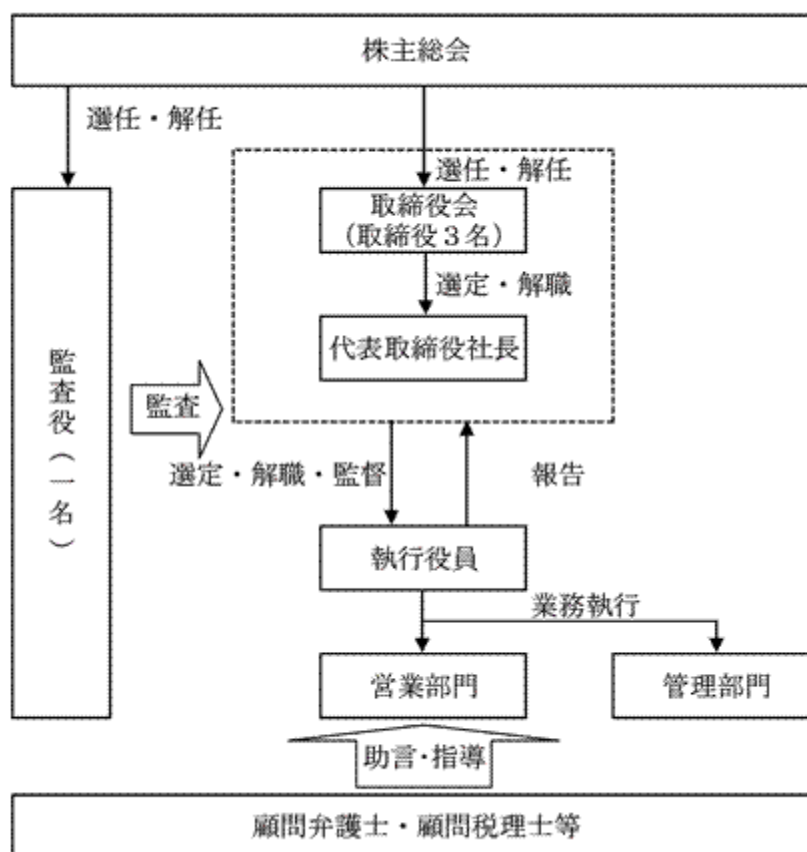 株主総会
選任・解任
選任・解任
取締役会
（取締役３名）
選定・解職
代表取締役社長
監査役（一名）
監査
選定・解職・監督
報告
執行役員
業務執行
営業部門
管理部門
助言・指導
顧問弁護士・顧問税理士等